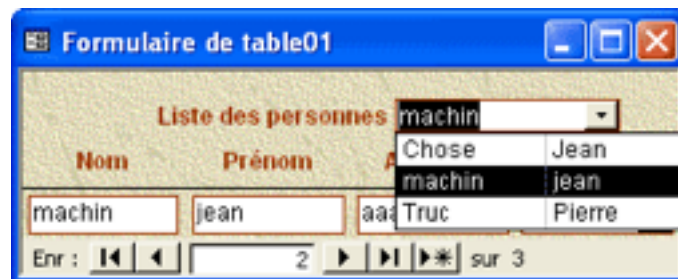 Formulaire de table01
Liste des personnes machin
Nom Prénom A
Chose Jean
machin jean
Truc Pierre
machin jean aaa
Enr : 2 sur 3